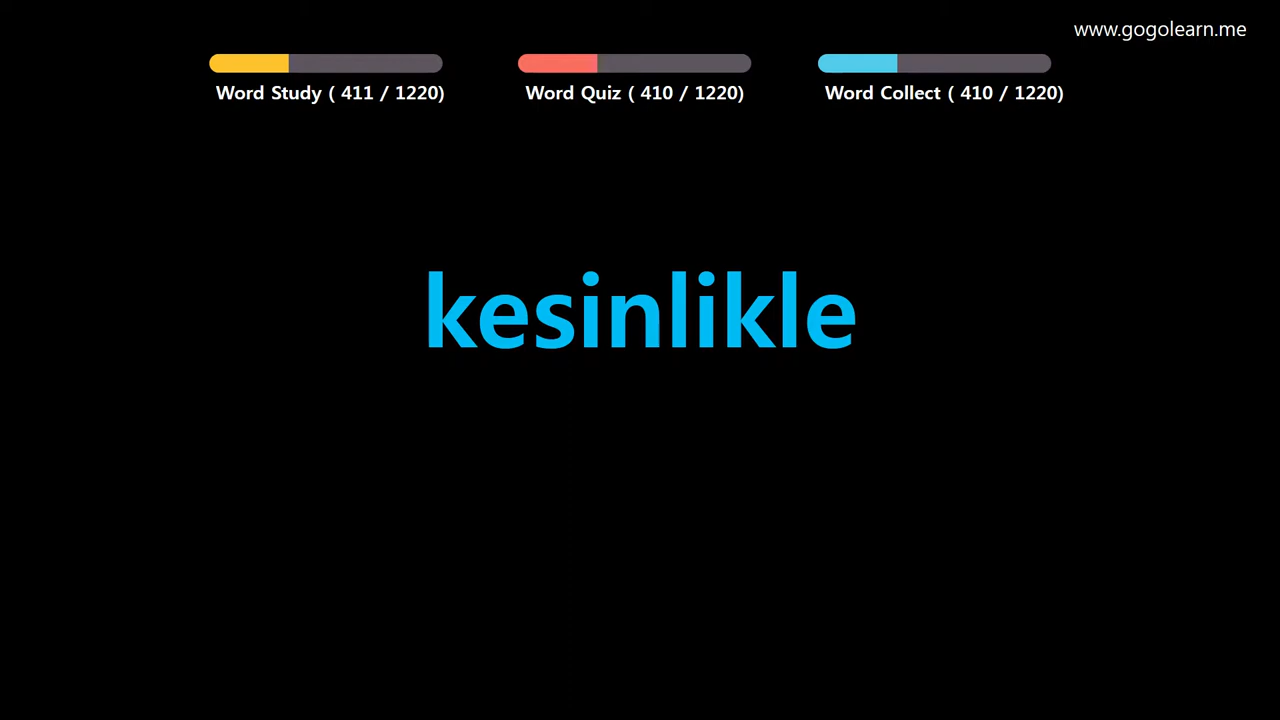 www.gogolearn.me
Word Study ( 411 / 1220)
Word Quiz ( 410 / 1220)
Word Collect ( 410 / 1220)
kesinlikle